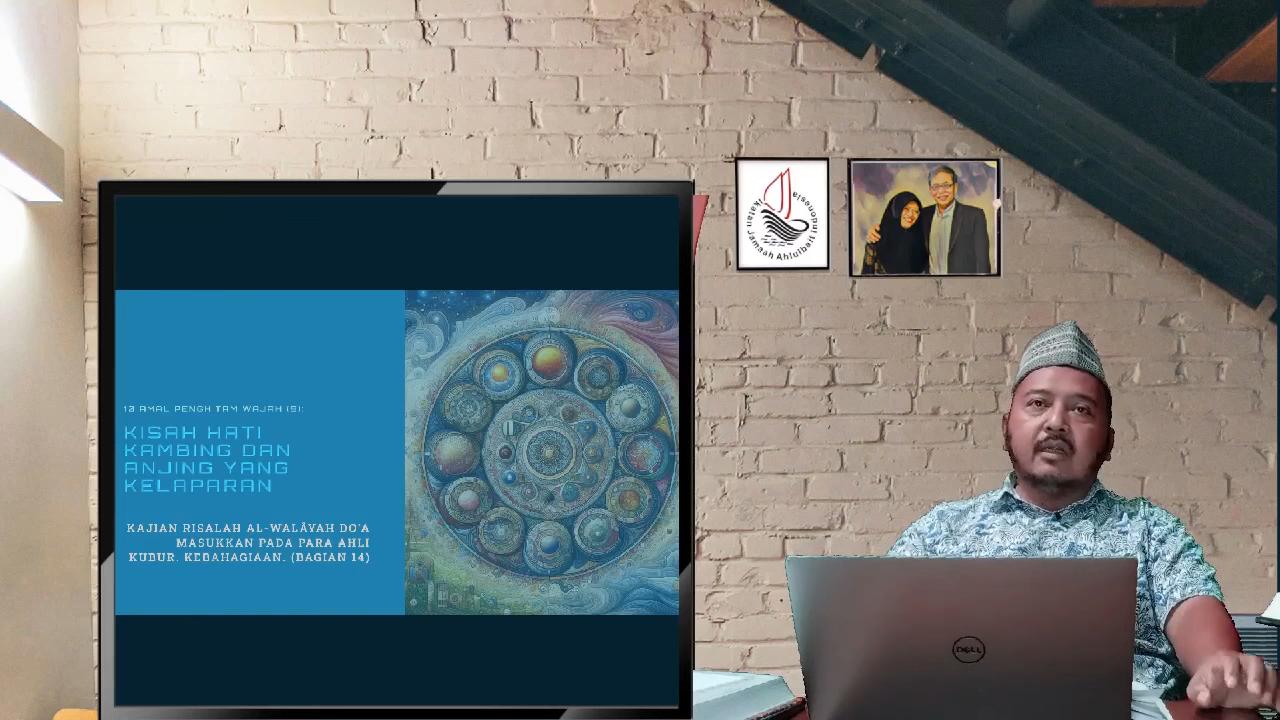 10 AMAL PENGH TAM WAJAH (9):
KISAH HATI
KAMBING DAN
ANJING YANG
KELAPARAN
KAJIAN RISALAH AL-WALÂYAH DO'A
MASUKKAN PADA PARA AHLI
KUBUR. KEBAHAGIAAN. (BAGIAN 14)
Ikatan Jamaah Ahlulbait Indonesia
DELL